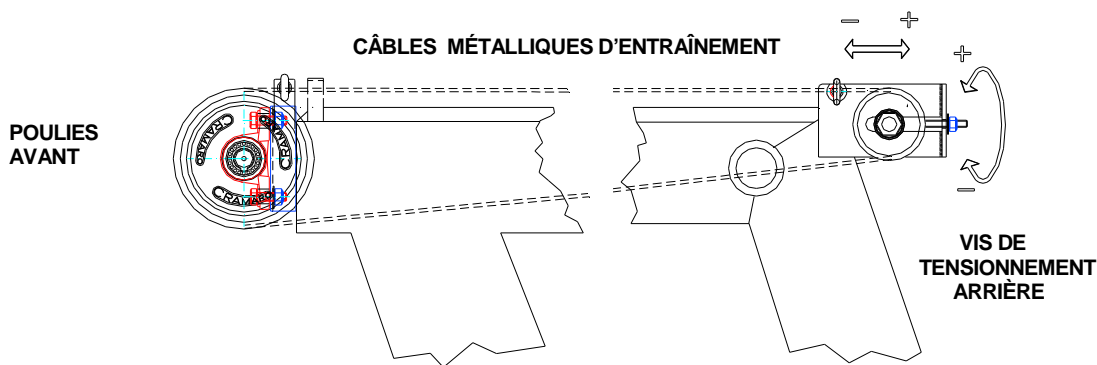 CÂBLES MÉTALLIQUES D'ENTRAÎNEMENT
− +
+
POULIES
AVANT
CRAMARO
CRAMARO
CRAMARO
−
VIS DE
TENSIONNEMENT
ARRIÈRE